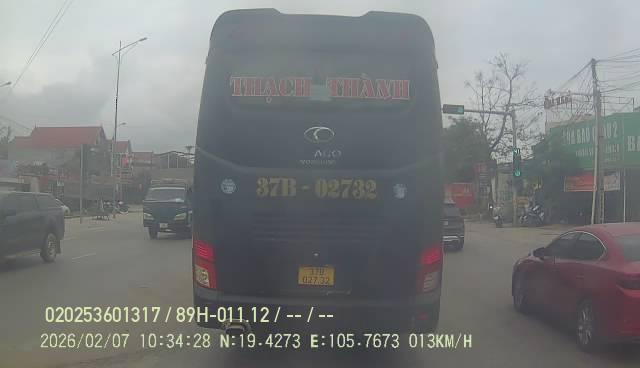 THẠCH THÀNH
AGO
37B - 02732
37B
027.32
020253601317 / 89H-011.12 / -- / --
2026/02/07 10:34:28 N:19.4273 E:105.7673 013KM/H